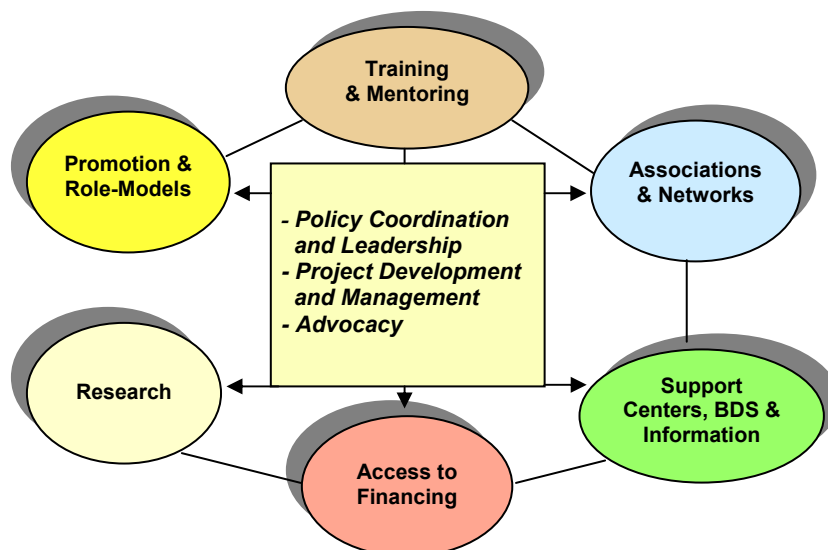 Training
& Mentoring
Promotion &
Role-Models
Associations
& Networks
- Policy Coordination
and Leadership
- Project Development
and Management
- Advocacy
Research
Support
Centers, BDS &
Information
Access to
Financing